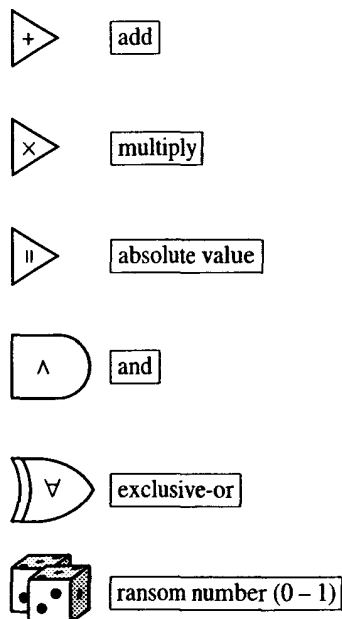 + add
× multiply
|| absolute value
∧ and
∀ exclusive-or
ransom number (0 – 1)